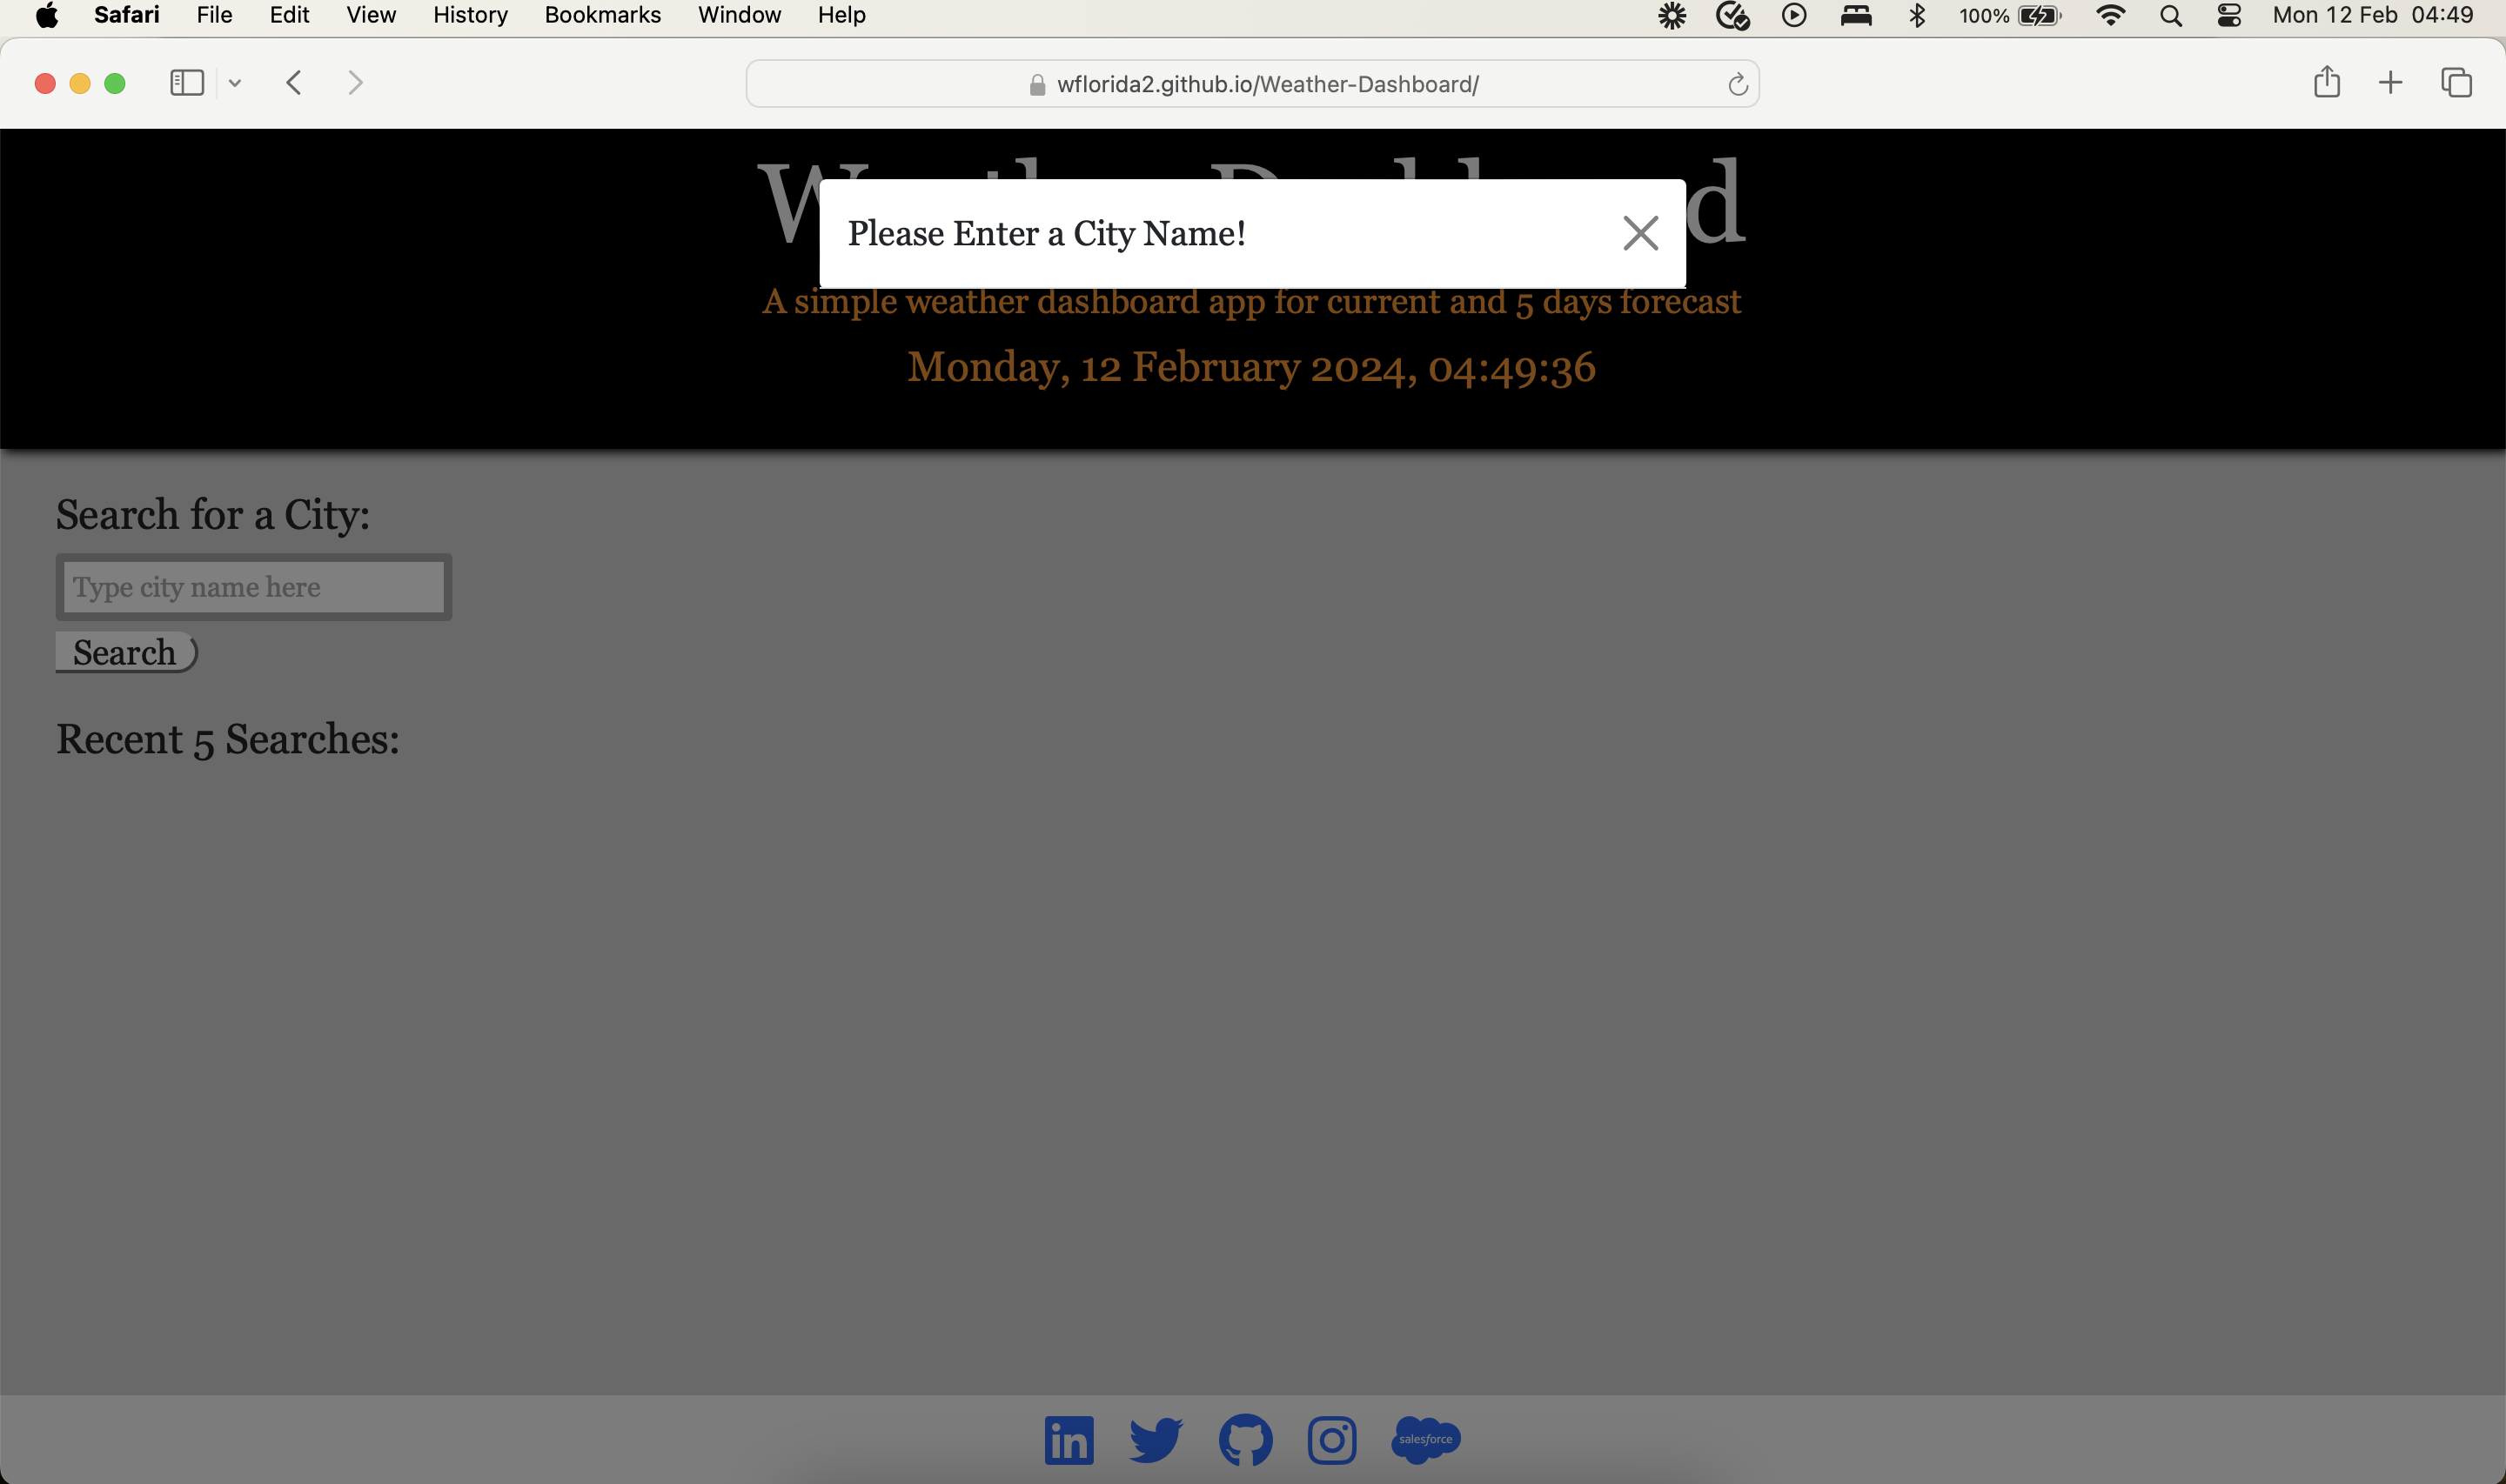 Safari File Edit View History Bookmarks Window Help 100% Mon 12 Feb 04:49
wflorida2.github.io/Weather-Dashboard/
Please Enter a City Name!
A simple weather dashboard app for current and 5 days forecast
Monday, 12 February 2024, 04:49:36
Search for a City:
Type city name here
Search
Recent 5 Searches:
in salesforce